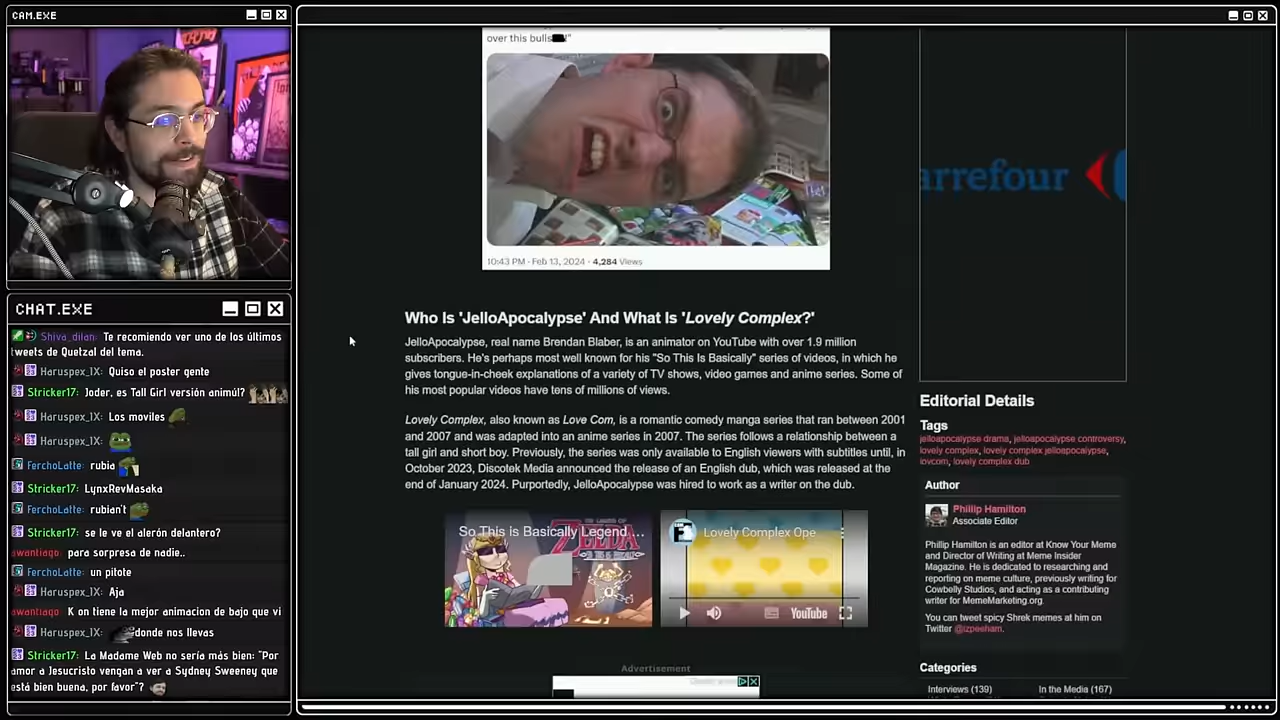 CAM.EXE
CHAT.EXE
Shiva_dilan: Te recomiendo ver uno de los últimos
tweets de Quetzal del tema.
Haruspex_IX: Quiso el poster gente
Stricker17: Joder, es Tall Girl versión animú?
Haruspex_IX: Los moviles
Haruspex_IX:
FerchoLatte: rubia
Stricker17: LynxRevMasaka
FerchoLatte: rubian't
Stricker17: se le ve el alerón delantero?
awantiago: para sorpresa de nadie..
FerchoLatte: un pitote
Haruspex_IX: Aja
awantiago: K on tiene la mejor animacion de bajo que vi
Haruspex_IX: donde nos llevas
Stricker17: La Madame Web no sería más bien: "Por
amor a Jesucristo vengan a ver a Sydney Sweeney que
está bien buena, por favor"?
over this bulls
10:43 PM · Feb 13, 2024 · 4,284 Views
Who Is 'JelloApocalypse' And What Is 'Lovely Complex?'
JelloApocalypse, real name Brendan Blaber, is an animator on YouTube with over 1.9 million
subscribers. He's perhaps most well known for his "So This Is Basically" series of videos, in which he
gives tongue-in-cheek explanations of a variety of TV shows, video games and anime series. Some of
his most popular videos have tens of millions of views.
Lovely Complex, also known as Love Com, is a romantic comedy manga series that ran between 2001
and 2007 and was adapted into an anime series in 2007. The series follows a relationship between a
tall girl and short boy. Previously, the series was only available to English viewers with subtitles until, in
October 2023, Discotek Media announced the release of an English dub, which was released at the
end of January 2024. Purportedly, JelloApocalypse was hired to work as a writer on the dub.
So This is Basically Legend ...
ZELDA
Lovely Complex Ope
YouTube
Advertisement
arrefour
Editorial Details
Tags
jelloapocalypse drama, jelloapocalypse controversy,
lovely complex, lovely complex jelloapocalypse,
lovcom, lovely complex dub
Author
Phillip Hamilton
Associate Editor
Phillip Hamilton is an editor at Know Your Meme
and Director of Writing at Meme Insider
Magazine. He is dedicated to researching and
reporting on meme culture, previously writing for
Cowbelly Studios, and acting as a contributing
writer for MemeMarketing.org.
You can tweet spicy Shrek memes at him on
Twitter @izpeeham.
Categories
Interviews (139)
In the Media (167)